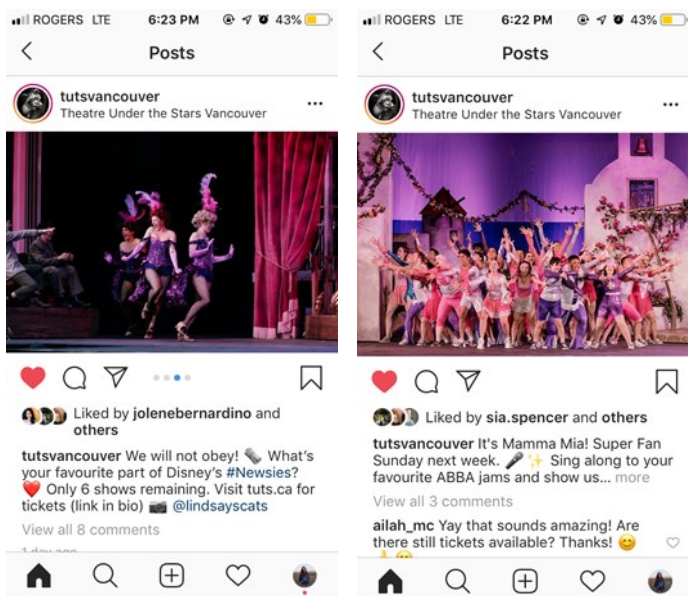 ROGERS LTE 6:23 PM 43%
Posts
tutsvancouver
Theatre Under the Stars Vancouver
Liked by jolenebernardino and
others
tutsvancouver We will not obey! 🗞️ What's
your favourite part of Disney's #Newsies?
❤️ Only 6 shows remaining. Visit tuts.ca for
tickets (link in bio) 📷 @lindsayscats
View all 8 comments
1 day ago
ROGERS LTE 6:22 PM 43%
Posts
tutsvancouver
Theatre Under the Stars Vancouver
Liked by sia.spencer and others
tutsvancouver It's Mamma Mia! Super Fan
Sunday next week. 🎤✨ Sing along to your
favourite ABBA jams and show us... more
View all 3 comments
ailah_mc Yay that sounds amazing! Are
there still tickets available? Thanks! 😊